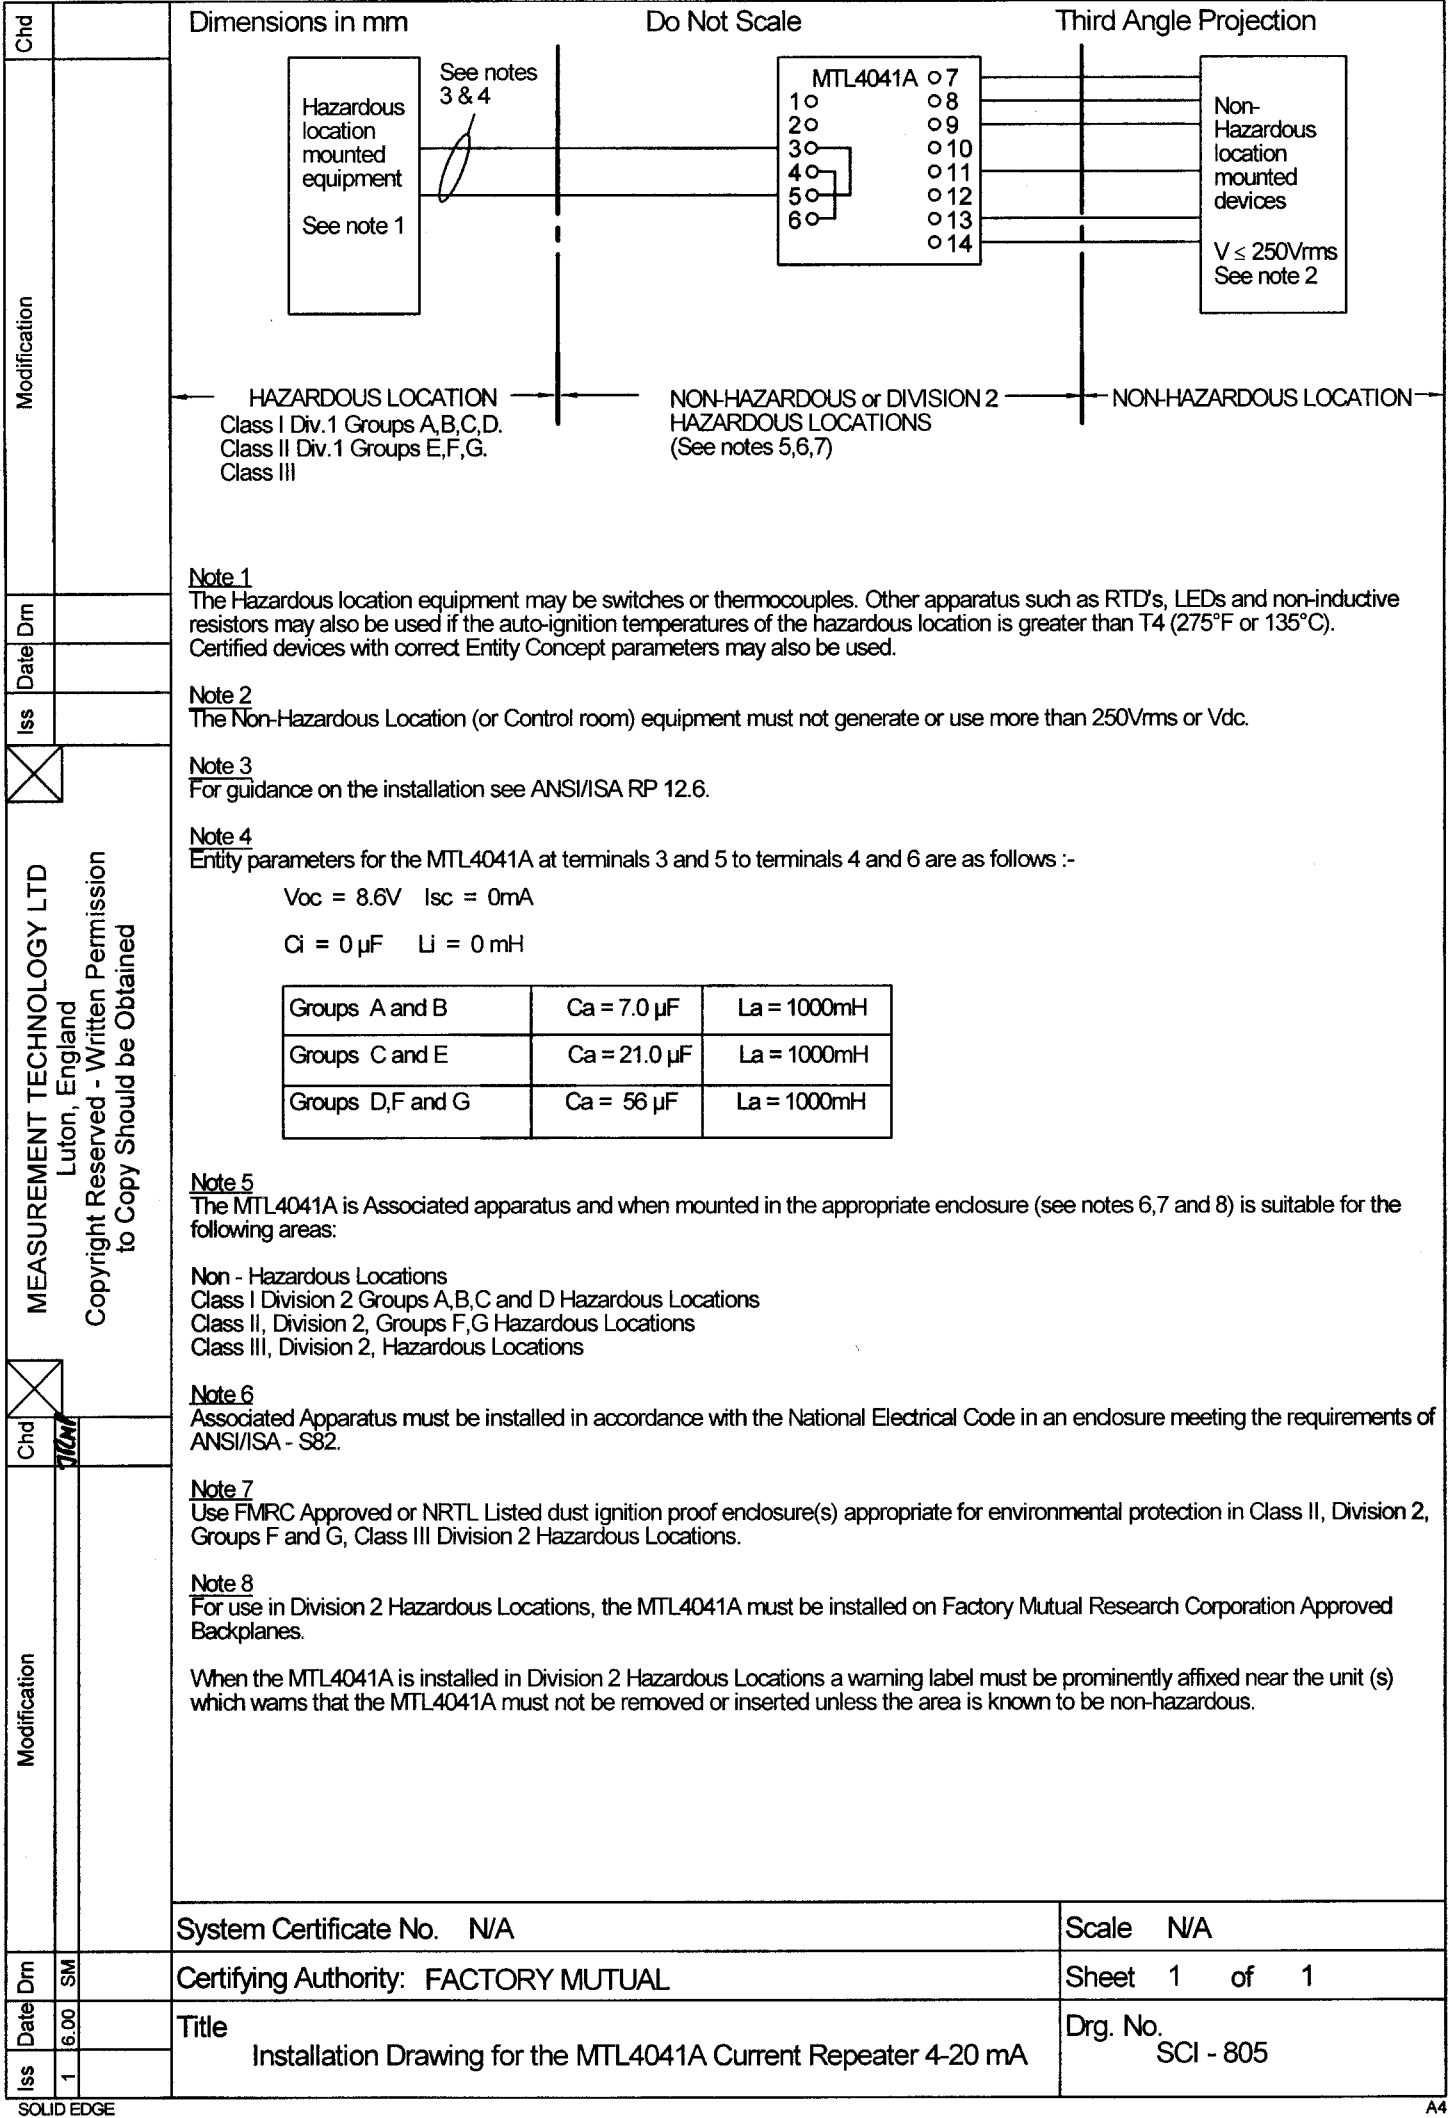 Dimensions in mm
Do Not Scale
Third Angle Projection
Hazardous
location
mounted
equipment
See note 1
See notes
3 & 4
MTL4041A
1
2
3
4
5
6
7
8
9
10
11
12
13
14
Non-
Hazardous
location
mounted
devices
V ≤ 250Vrms
See note 2
HAZARDOUS LOCATION
Class I Div.1 Groups A,B,C,D.
Class II Div.1 Groups E,F,G.
Class III
NON-HAZARDOUS or DIVISION 2
HAZARDOUS LOCATIONS
(See notes 5,6,7)
NON-HAZARDOUS LOCATION
Note 1
The Hazardous location equipment may be switches or thermocouples. Other apparatus such as RTD's, LEDs and non-inductive
resistors may also be used if the auto-ignition temperatures of the hazardous location is greater than T4 (275°F or 135°C).
Certified devices with correct Entity Concept parameters may also be used.
Note 2
The Non-Hazardous Location (or Control room) equipment must not generate or use more than 250Vrms or Vdc.
Note 3
For guidance on the installation see ANSI/ISA RP 12.6.
Note 4
Entity parameters for the MTL4041A at terminals 3 and 5 to terminals 4 and 6 are as follows :-
Voc = 8.6V Isc = 0mA
Ci = 0 µF Li = 0 mH
Groups A and B Ca = 7.0 µF La = 1000mH
Groups C and E Ca = 21.0 µF La = 1000mH
Groups D,F and G Ca = 56 µF La = 1000mH
Note 5
The MTL4041A is Associated apparatus and when mounted in the appropriate enclosure (see notes 6,7 and 8) is suitable for the
following areas:
Non - Hazardous Locations
Class I Division 2 Groups A,B,C and D Hazardous Locations
Class II, Division 2, Groups F,G Hazardous Locations
Class III, Division 2, Hazardous Locations
Note 6
Associated Apparatus must be installed in accordance with the National Electrical Code in an enclosure meeting the requirements of
ANSI/ISA - S82.
Note 7
Use FMRC Approved or NRTL Listed dust ignition proof enclosure(s) appropriate for environmental protection in Class II, Division 2,
Groups F and G, Class III Division 2 Hazardous Locations.
Note 8
For use in Division 2 Hazardous Locations, the MTL4041A must be installed on Factory Mutual Research Corporation Approved
Backplanes.
When the MTL4041A is installed in Division 2 Hazardous Locations a warning label must be prominently affixed near the unit (s)
which warns that the MTL4041A must not be removed or inserted unless the area is known to be non-hazardous.
System Certificate No. N/A
Scale N/A
Certifying Authority: FACTORY MUTUAL
Sheet 1 of 1
Title
Installation Drawing for the MTL4041A Current Repeater 4-20 mA
Drg. No.
SCI - 805
Chd
Modification
Drn
Date
Iss
MEASUREMENT TECHNOLOGY LTD
Luton, England
Copyright Reserved - Written Permission
to Copy Should be Obtained
Chd
Modification
Drn SM
Date 6.00
Iss 1
SOLID EDGE
A4